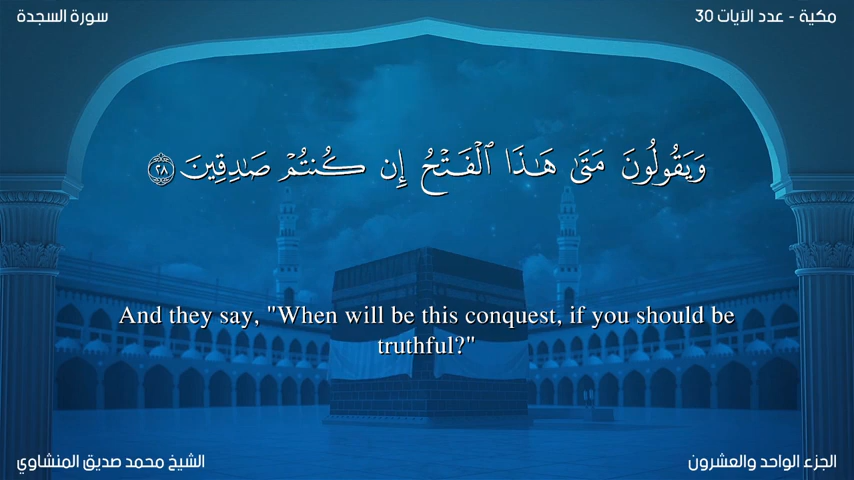 سورة السجدة
مكية - عدد الآيات 30
وَيَقُولُونَ مَتَىٰ هَـٰذَا ٱلْفَتْحُ إِن كُنتُمْ صَـٰدِقِينَ ٢٨
And they say, "When will be this conquest, if you should be
truthful?"
الشيخ محمد صديق المنشاوي
الجزء الواحد والعشرون